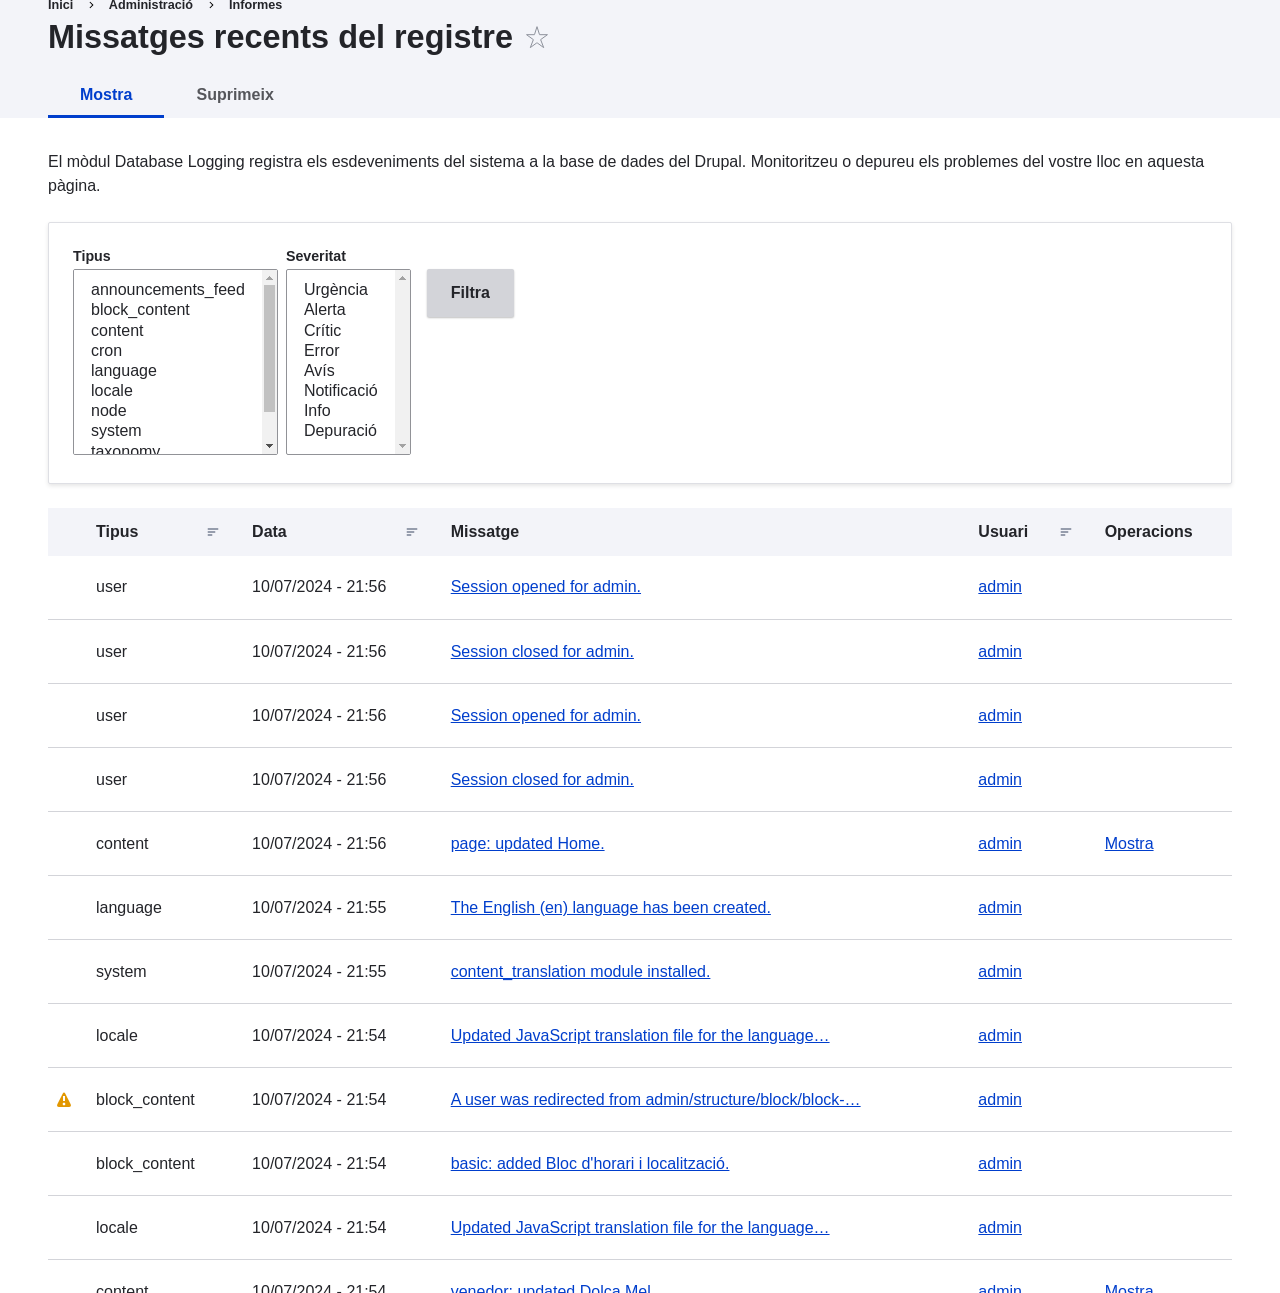 Inici > Administració > Informes
Missatges recents del registre
Mostra Suprimeix
El mòdul Database Logging registra els esdeveniments del sistema a la base de dades del Drupal. Monitoritzeu o depureu els problemes del vostre lloc en aquesta
pàgina.
Tipus Severitat
Filtra
announcements_feed Urgència
block_content Alerta
content Crític
cron Error
language Avís
locale Notificació
node Info
system Depuració
taxonomy
Tipus Data Missatge Usuari Operacions
user 10/07/2024 - 21:56 Session opened for admin. admin
user 10/07/2024 - 21:56 Session closed for admin. admin
user 10/07/2024 - 21:56 Session opened for admin. admin
user 10/07/2024 - 21:56 Session closed for admin. admin
content 10/07/2024 - 21:56 page: updated Home. admin Mostra
language 10/07/2024 - 21:55 The English (en) language has been created. admin
system 10/07/2024 - 21:55 content_translation module installed. admin
locale 10/07/2024 - 21:54 Updated JavaScript translation file for the language… admin
block_content 10/07/2024 - 21:54 A user was redirected from admin/structure/block/block-… admin
block_content 10/07/2024 - 21:54 basic: added Bloc d'horari i localització. admin
locale 10/07/2024 - 21:54 Updated JavaScript translation file for the language… admin
content 10/07/2024 - 21:54 venedor: updated Dolça Mel. admin Mostra